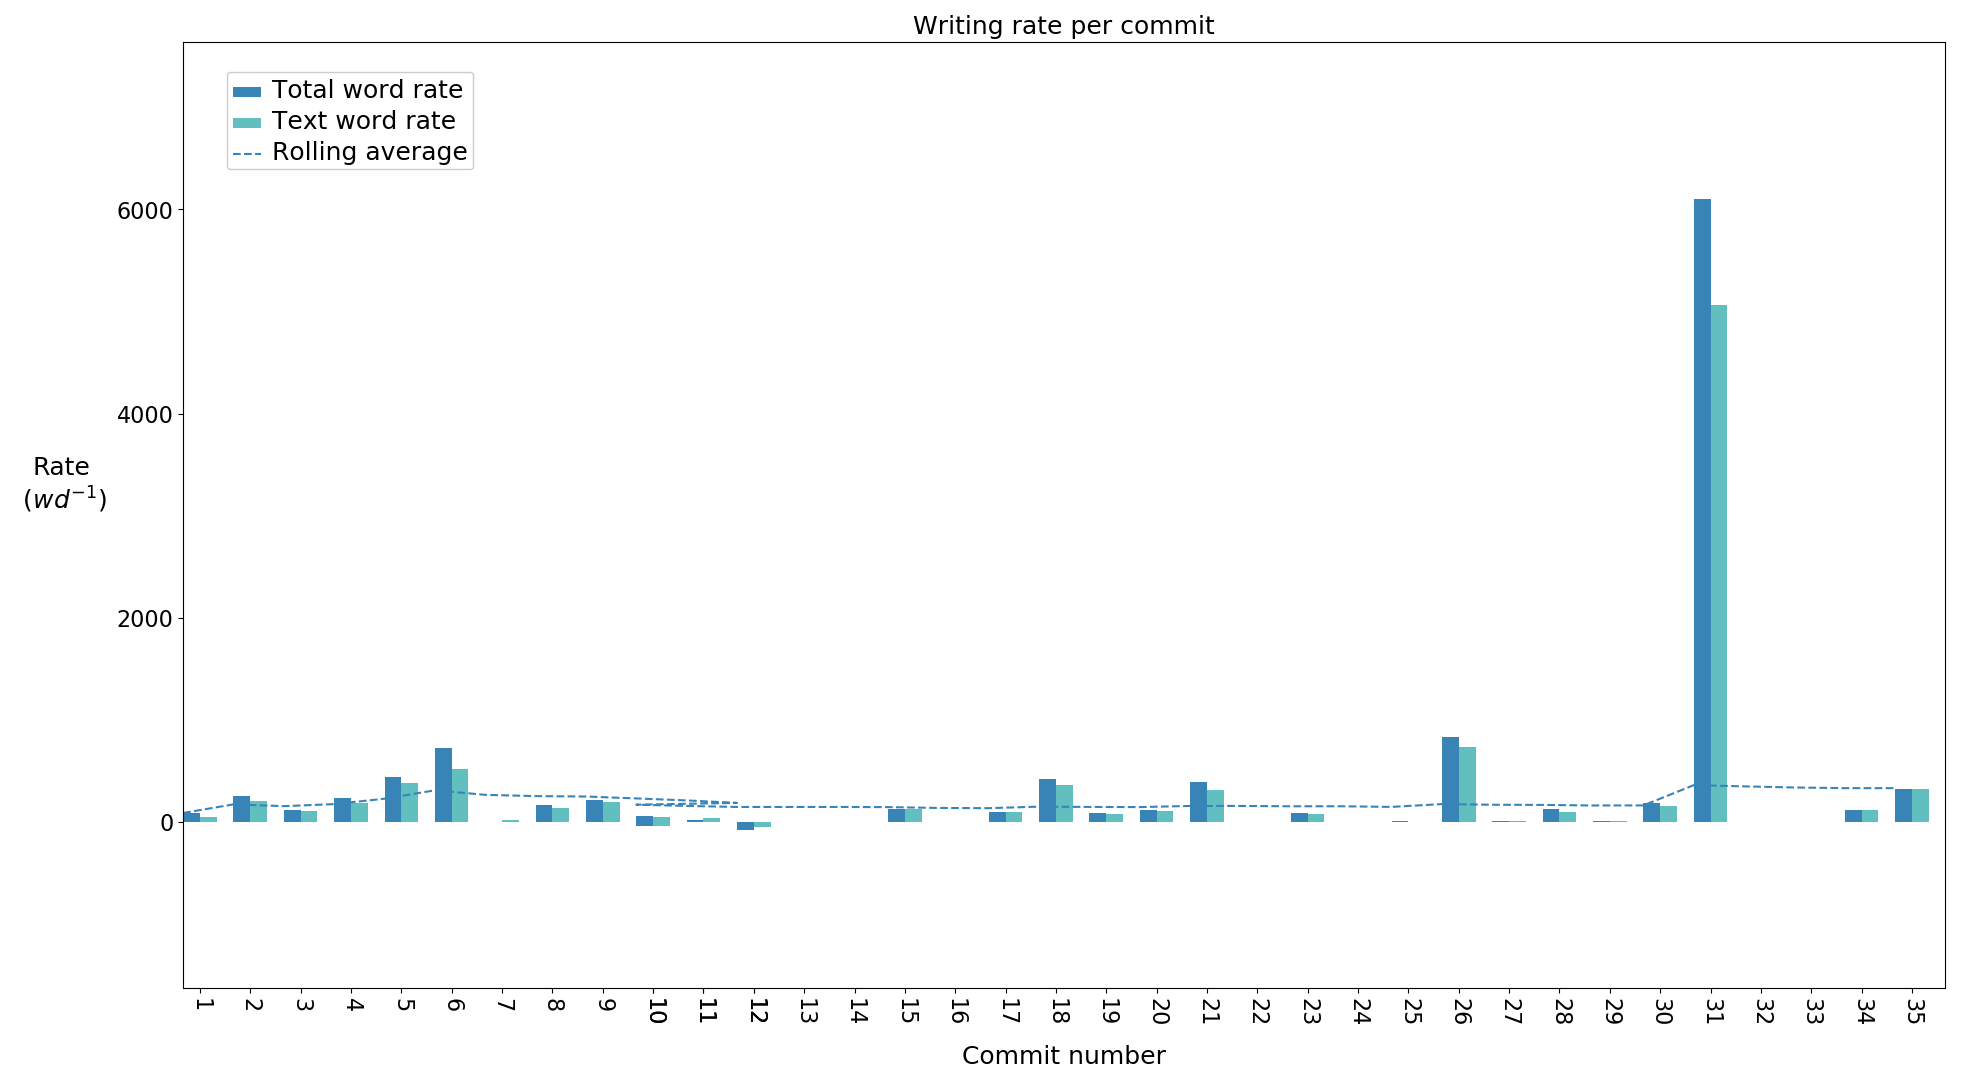 Writing rate per commit
Total word rate
Text word rate
Rolling average
6000
4000
2000
0
Rate
(wd⁻¹)
1 2 3 4 5 6 7 8 9 10 11 12 13 14 15 16 17 18 19 20 21 22 23 24 25 26 27 28 29 30 31 32 33 34 35
Commit number